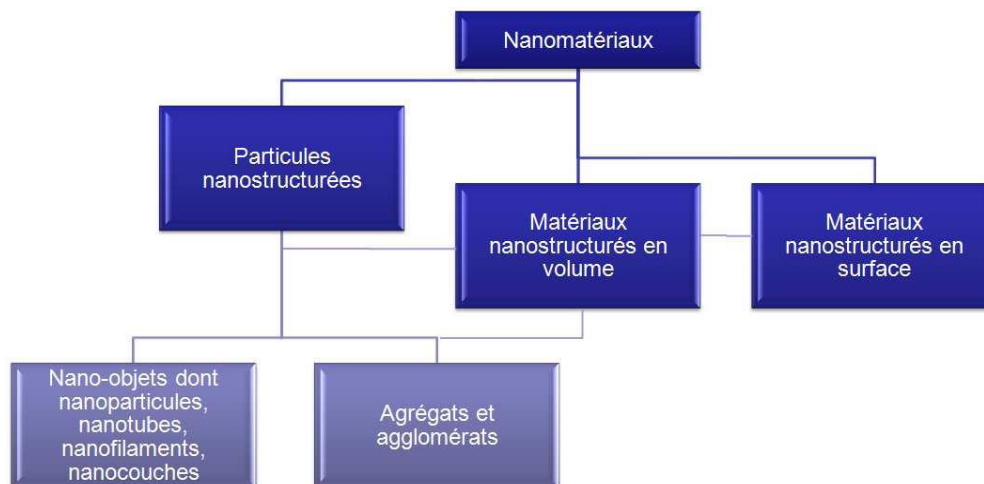 Nanomatériaux
Particules
nanostructurées
Matériaux
nanostructurés en
volume
Matériaux
nanostructurés en
surface
Nano-objets dont
nanoparticules,
nanotubes,
nanofilaments,
nanocouches
Agrégats et
agglomérats